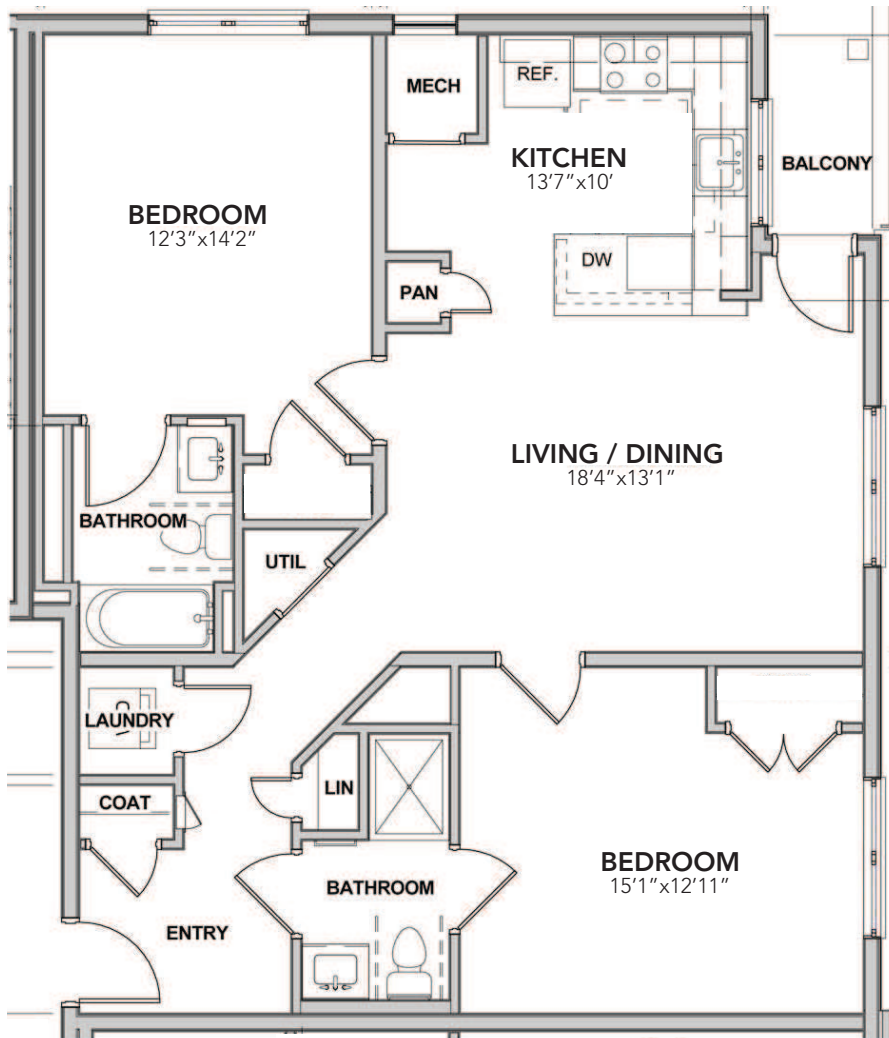 MECH
REF.
KITCHEN
13'7"x10'
BALCONY
BEDROOM
12'3"x14'2"
DW
PAN
LIVING / DINING
18'4"x13'1"
BATHROOM
UTIL
LAUNDRY
LIN
COAT
BEDROOM
15'1"x12'11"
BATHROOM
ENTRY